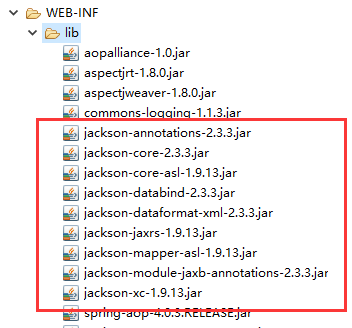 WEB-INF
lib
aopalliance-1.0.jar
aspectjrt-1.8.0.jar
aspectjweaver-1.8.0.jar
commons-logging-1.1.3.jar
jackson-annotations-2.3.3.jar
jackson-core-2.3.3.jar
jackson-core-asl-1.9.13.jar
jackson-databind-2.3.3.jar
jackson-dataformat-xml-2.3.3.jar
jackson-jaxrs-1.9.13.jar
jackson-mapper-asl-1.9.13.jar
jackson-module-jaxb-annotations-2.3.3.jar
jackson-xc-1.9.13.jar
spring-aop-4.0.3.RELEASE.jar